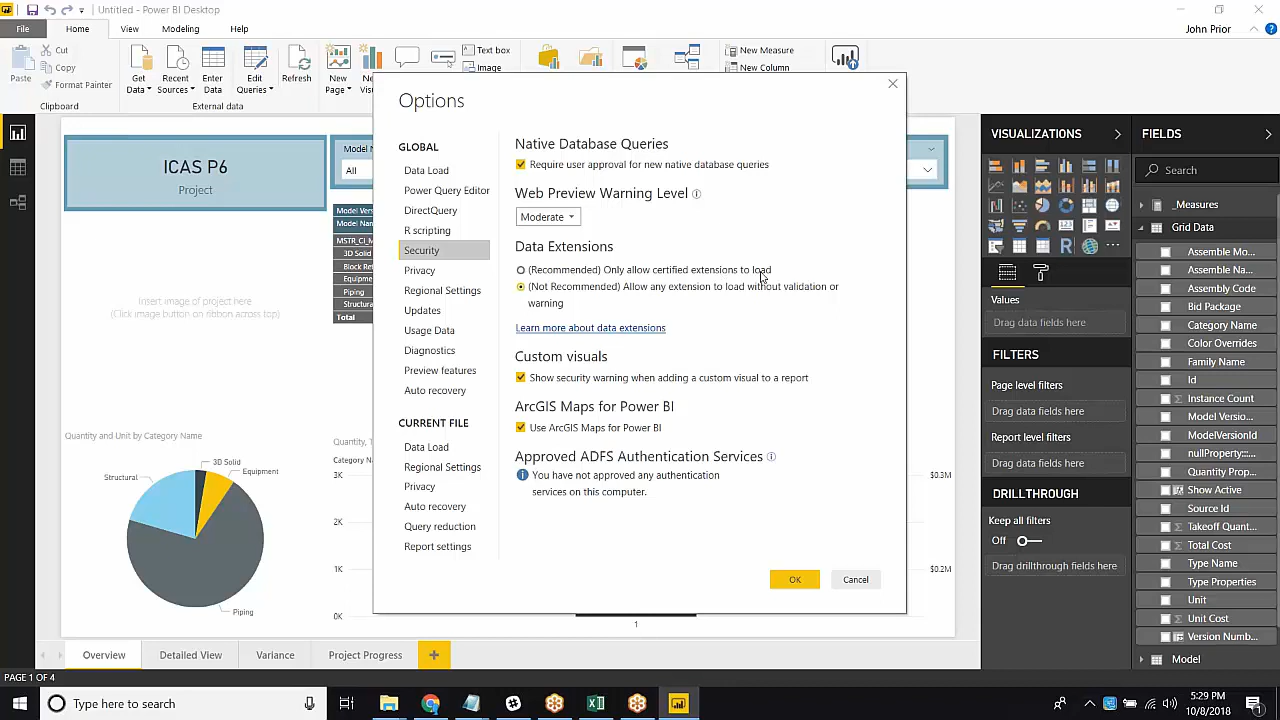 Untitled - Power BI Desktop
File
Home
View
Modeling
Help
John Prior
Paste
Cut
Copy
Format Painter
Clipboard
Get Data
Recent Sources
Enter Data
External data
Edit Queries
Refresh
New Page
Text box
Image
New Measure
New Column
ICAS P6
Project
All
Total
Insert image of project here
(Click image button on ribbon across top)
Quantity and Unit by Category Name
3D Solid
Equipment
Structural
Piping
3K
2K
1K
0K
$0.3M
$0.2M
1
Options
GLOBAL
Data Load
Power Query Editor
DirectQuery
R scripting
Security
Privacy
Regional Settings
Updates
Usage Data
Diagnostics
Preview features
Auto recovery
CURRENT FILE
Data Load
Regional Settings
Privacy
Auto recovery
Query reduction
Report settings
Native Database Queries
Require user approval for new native database queries
Web Preview Warning Level
Moderate
Data Extensions
(Recommended) Only allow certified extensions to load
(Not Recommended) Allow any extension to load without validation or
warning
Learn more about data extensions
Custom visuals
Show security warning when adding a custom visual to a report
ArcGIS Maps for Power BI
Use ArcGIS Maps for Power BI
Approved ADFS Authentication Services
You have not approved any authentication
services on this computer.
OK
Cancel
VISUALIZATIONS
Values
Drag data fields here
FILTERS
Page level filters
Drag data fields here
Report level filters
Drag data fields here
DRILLTHROUGH
Keep all filters
Off
Drag drillthrough fields here
FIELDS
Search
_Measures
Grid Data
Assemble Mo...
Assemble Na...
Assembly Code
Bid Package
Category Name
Color Overrides
Family Name
Id
Instance Count
Model Versio...
ModelVersionId
nullProperty:::...
Quantity Prop...
Show Active
Source Id
Takeoff Quant...
Total Cost
Type Name
Type Properties
Unit
Unit Cost
Version Numb...
Model
Overview
Detailed View
Variance
Project Progress
PAGE 1 OF 4
Type here to search
5:29 PM
10/8/2018